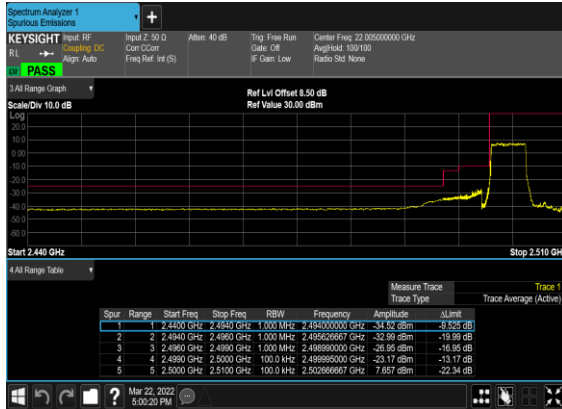 Spectrum Analyzer 1
Spurious Emissions
KEYSIGHT Input: RF Input Z: 50 Ω Atten: 40 dB Trig: Free Run Center Freq: 22.005000000 GHz
RL Coupling: DC Corr CCorr Gate: Off Avg|Hold: 100/100
Align: Auto Freq Ref: Int (S) IF Gain: Low Radio Std: None
PASS
3 All Range Graph
Ref Lvl Offset 8.50 dB
Scale/Div 10.0 dB Ref Value 30.00 dBm
Log
20.0
10.0
0.00
-10.0
-20.0
-30.0
-40.0
-50.0
-60.0
Start 2.440 GHz Stop 2.510 GH
4 All Range Table
Measure Trace Trace 1
Trace Type Trace Average (Active)
Spur Range Start Freq Stop Freq RBW Frequency Amplitude ΔLimit
1 1 2.4400 GHz 2.4940 GHz 1.000 MHz 2.494000000 GHz -34.52 dBm -9.525 dB
2 2 2.4940 GHz 2.4960 GHz 1.000 MHz 2.495626667 GHz -32.99 dBm -19.99 dB
3 3 2.4960 GHz 2.4990 GHz 1.000 MHz 2.498990000 GHz -26.95 dBm -16.95 dB
4 4 2.4990 GHz 2.5000 GHz 100.0 kHz 2.499995000 GHz -23.17 dBm -13.17 dB
5 5 2.5000 GHz 2.5100 GHz 100.0 kHz 2.502666667 GHz 7.657 dBm -22.34 dB
Mar 22, 2022
5:00:20 PM